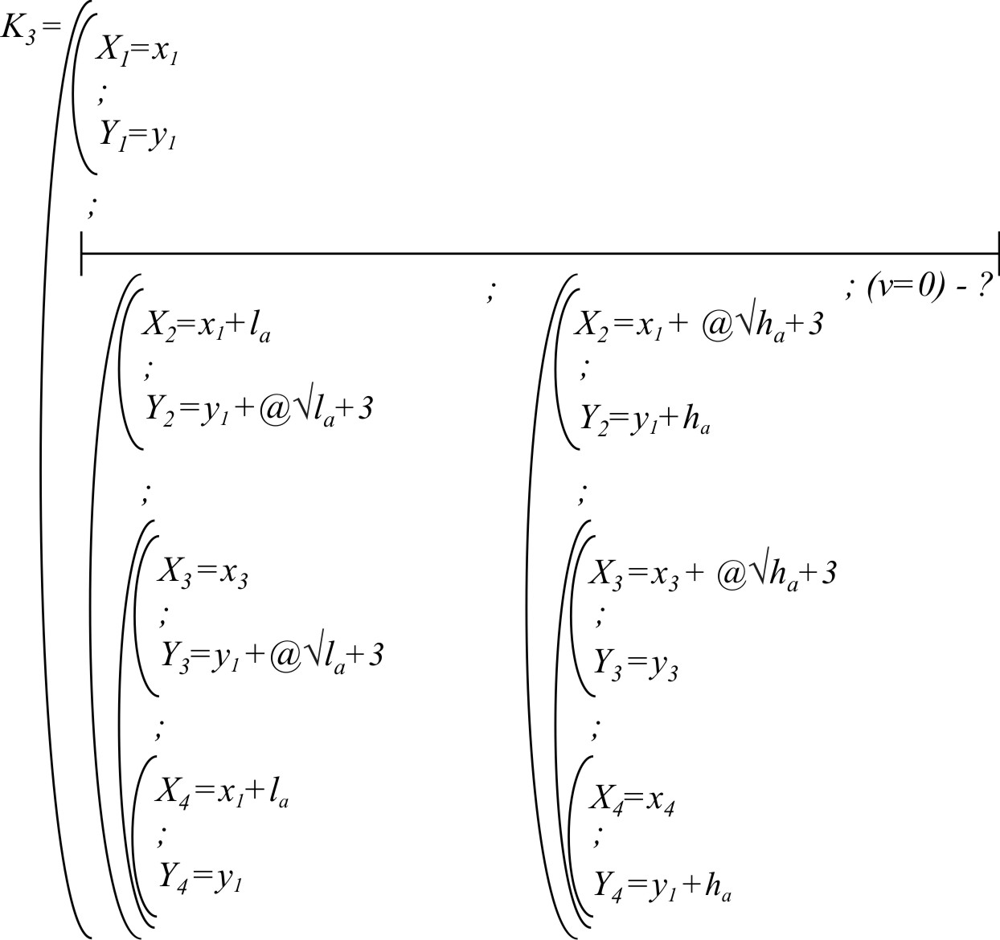 K₃=
X₁=x₁
;
Y₁=y₁
;
; ; (v=0) - ?
X₂=x₁+lₐ
;
Y₂=y₁+@√lₐ+3
;
X₃=x₃
;
Y₃=y₁+@√lₐ+3
;
X₄=x₁+lₐ
;
Y₄=y₁
X₂=x₁+ @√hₐ+3
;
Y₂=y₁+hₐ
;
X₃=x₃+ @√hₐ+3
;
Y₃=y₃
;
X₄=x₄
;
Y₄=y₁+hₐ